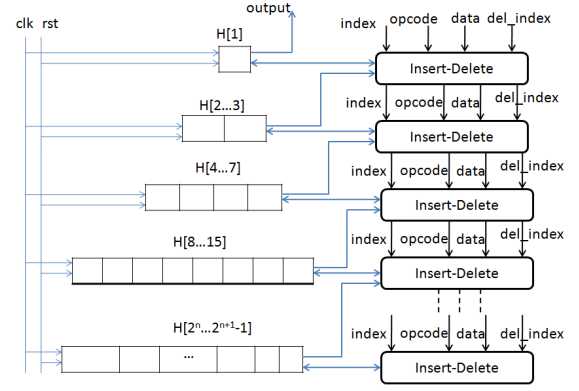 output
clk rst
index opcode data del_index
H[1]
Insert-Delete
index opcode data del_index
H[2...3]
Insert-Delete
index opcode data del_index
H[4...7]
Insert-Delete
index opcode data del_index
H[8...15]
Insert-Delete
H[2ⁿ...2ⁿ⁺¹-1]
index opcode data del_index
...
Insert-Delete